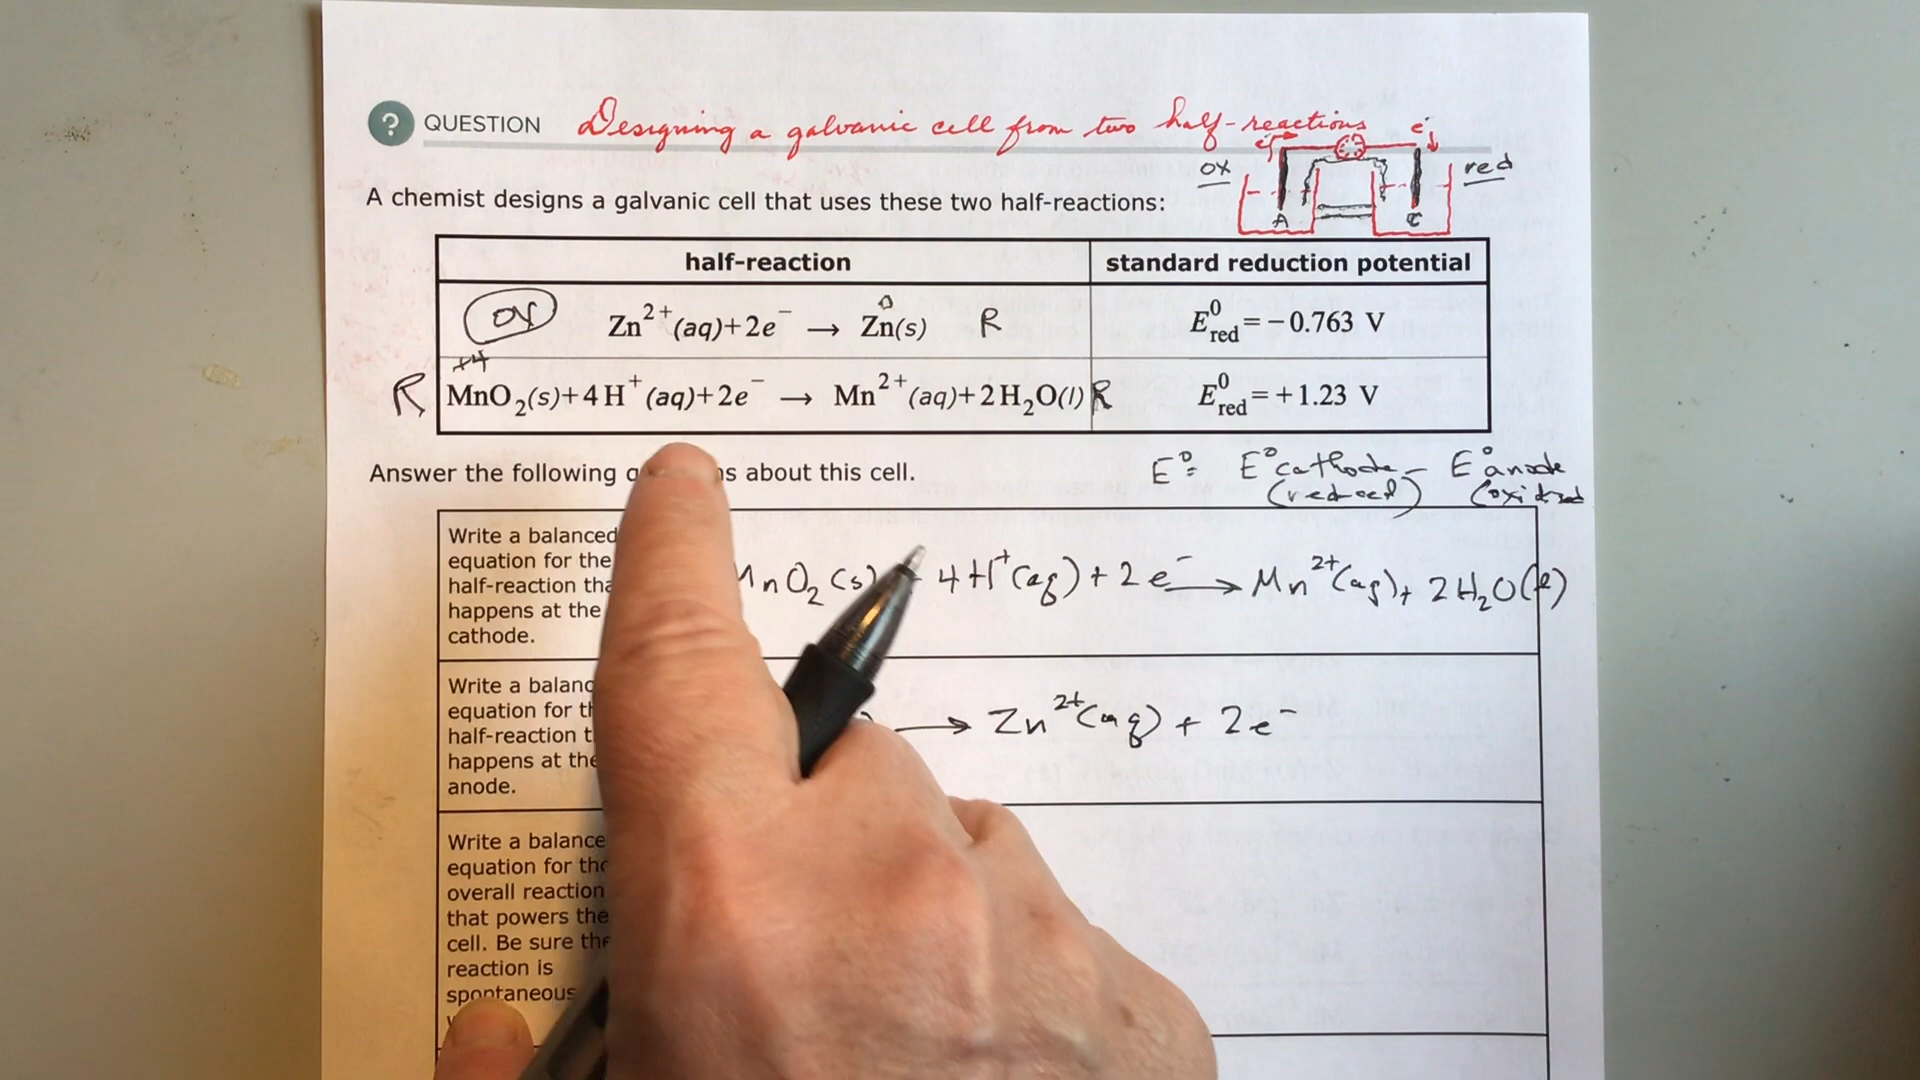 ? QUESTION Designing a galvanic cell from two half-reactions
e⁻ e⁻
ox red
A C
A chemist designs a galvanic cell that uses these two half-reactions:
half-reaction standard reduction potential
ox Zn²⁺(aq)+2e⁻ → Zn(s) R E⁰red = −0.763 V
0
+4
R MnO₂(s)+4H⁺(aq)+2e⁻ → Mn²⁺(aq)+2H₂O(l) R E⁰red = +1.23 V
Answer the following s about this cell.
E° = E°cathode − E°anode
(reduced) (oxidized
Write a balanced
equation for the
half-reaction tha
happens at the
cathode.
MnO₂(s) + 4H⁺(aq) + 2e⁻ → Mn²⁺(aq) + 2H₂O(l)
Write a balanc
equation for th
half-reaction t
happens at the
anode.
) → Zn²⁺(aq) + 2e⁻
Write a balance
equation for the
overall reaction
that powers the
cell. Be sure the
reaction is
spontaneous